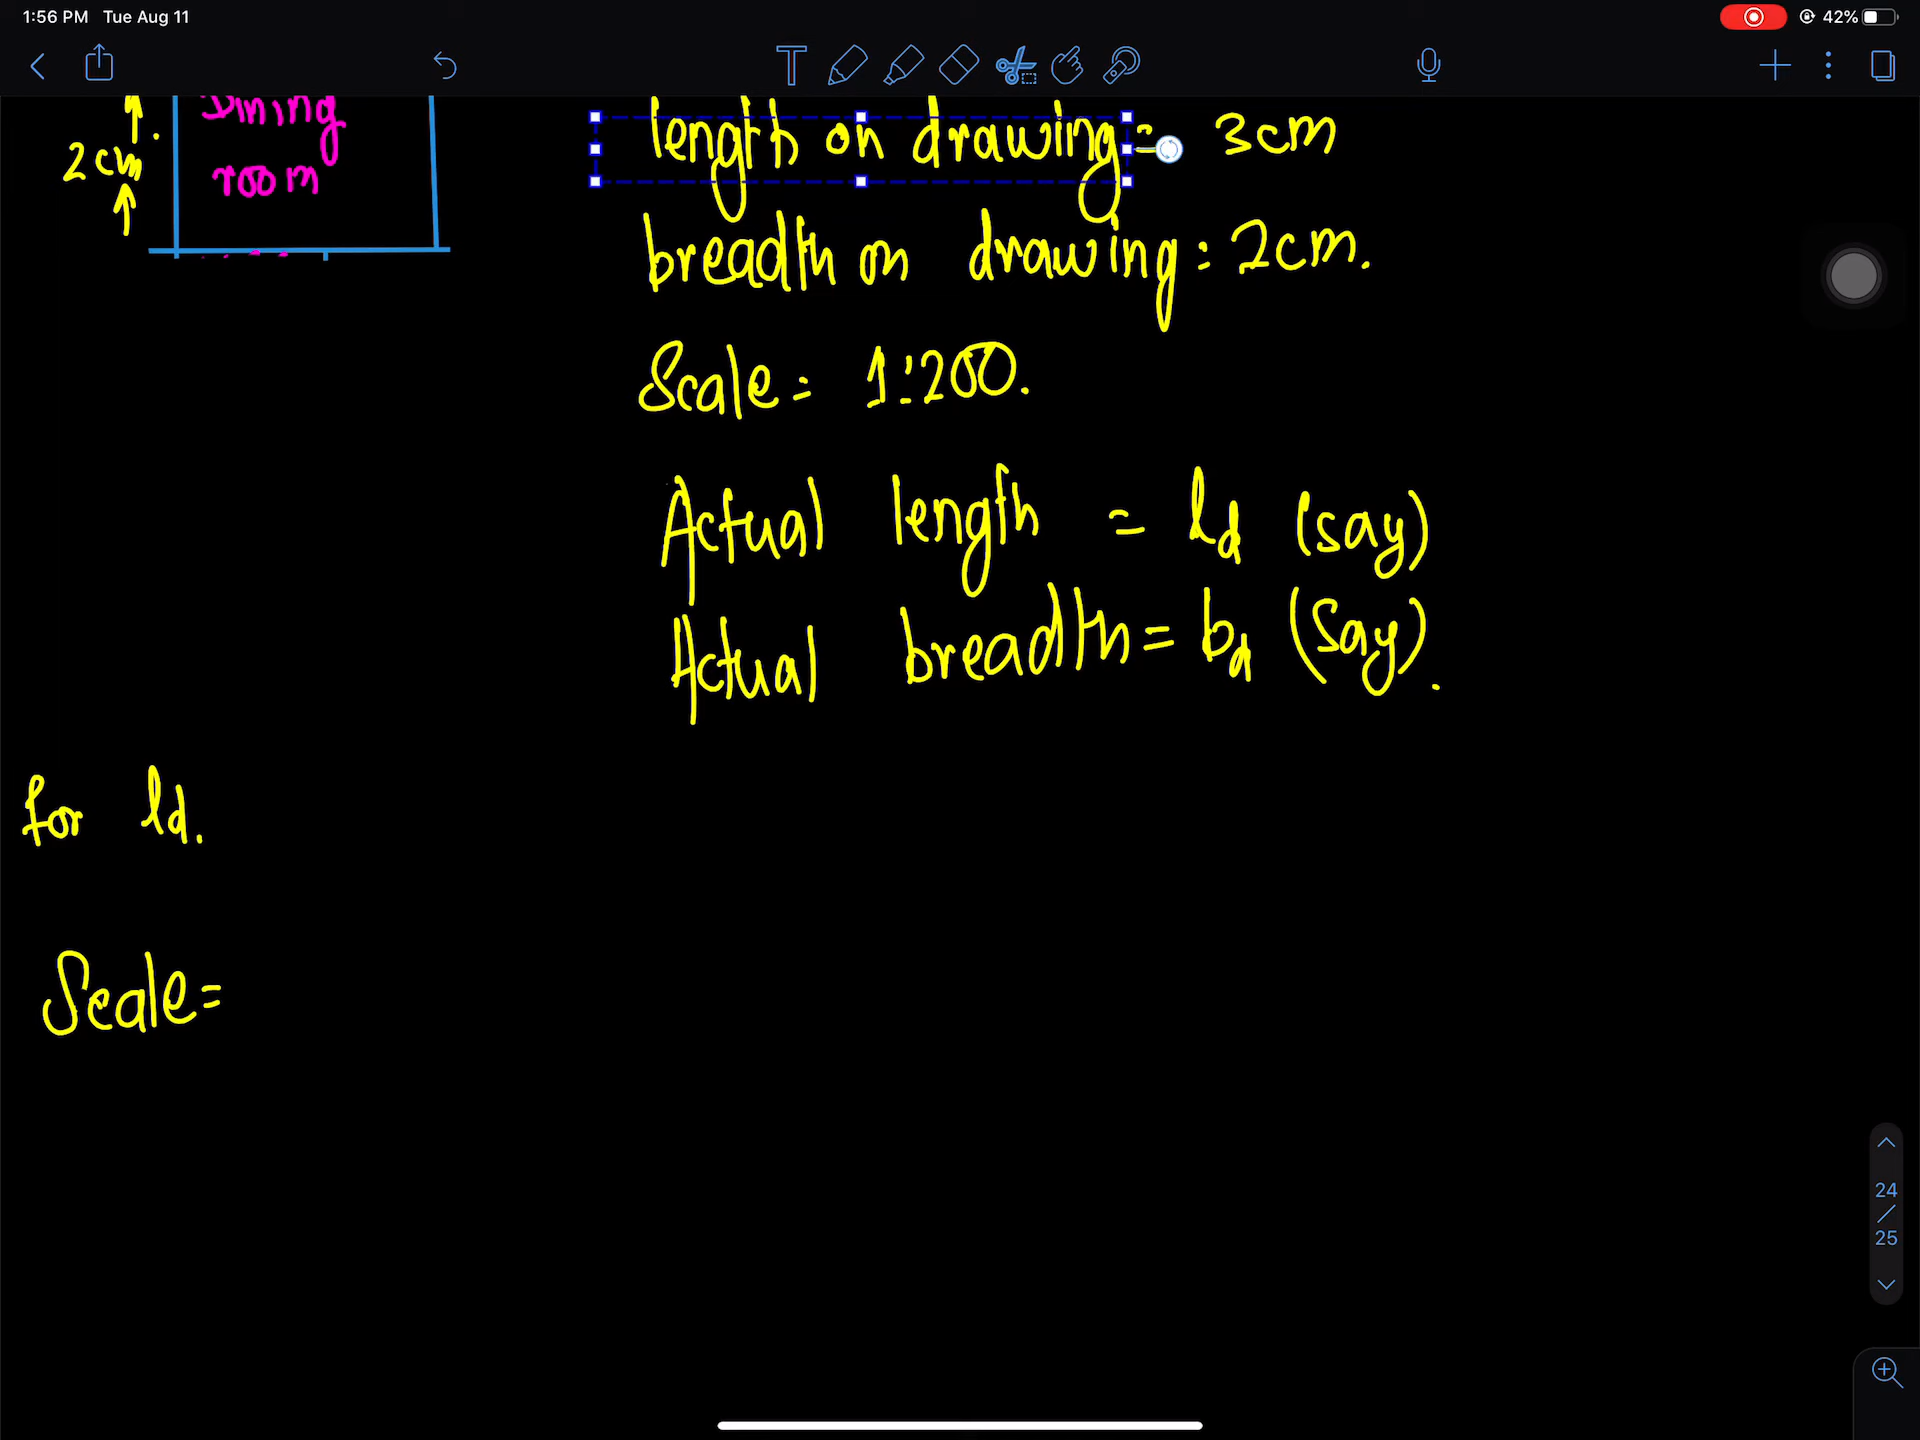 1:56 PM Tue Aug 11
42%
Dining
room
2 cm
length on drawing = 3cm
breadth on drawing = 2cm.
Scale = 1:200.
Actual length = ld (say)
Actual breadth = bd (say).
for ld.
Scale =
24
/
25